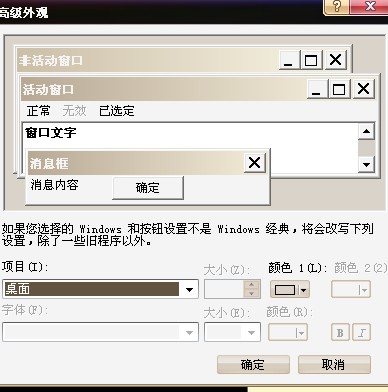 高级外观
非活动窗口
活动窗口
正常 无效 已选定
窗口文字
消息框
消息内容 确定
如果您选择的 Windows 和按钮设置不是 Windows 经典，将会改写下列
设置，除了一些旧程序以外。
项目(I): 大小(Z): 颜色 1(L): 颜色 2(2)
桌面
字体(F): 大小(E): 颜色(R):
B I
确定 取消